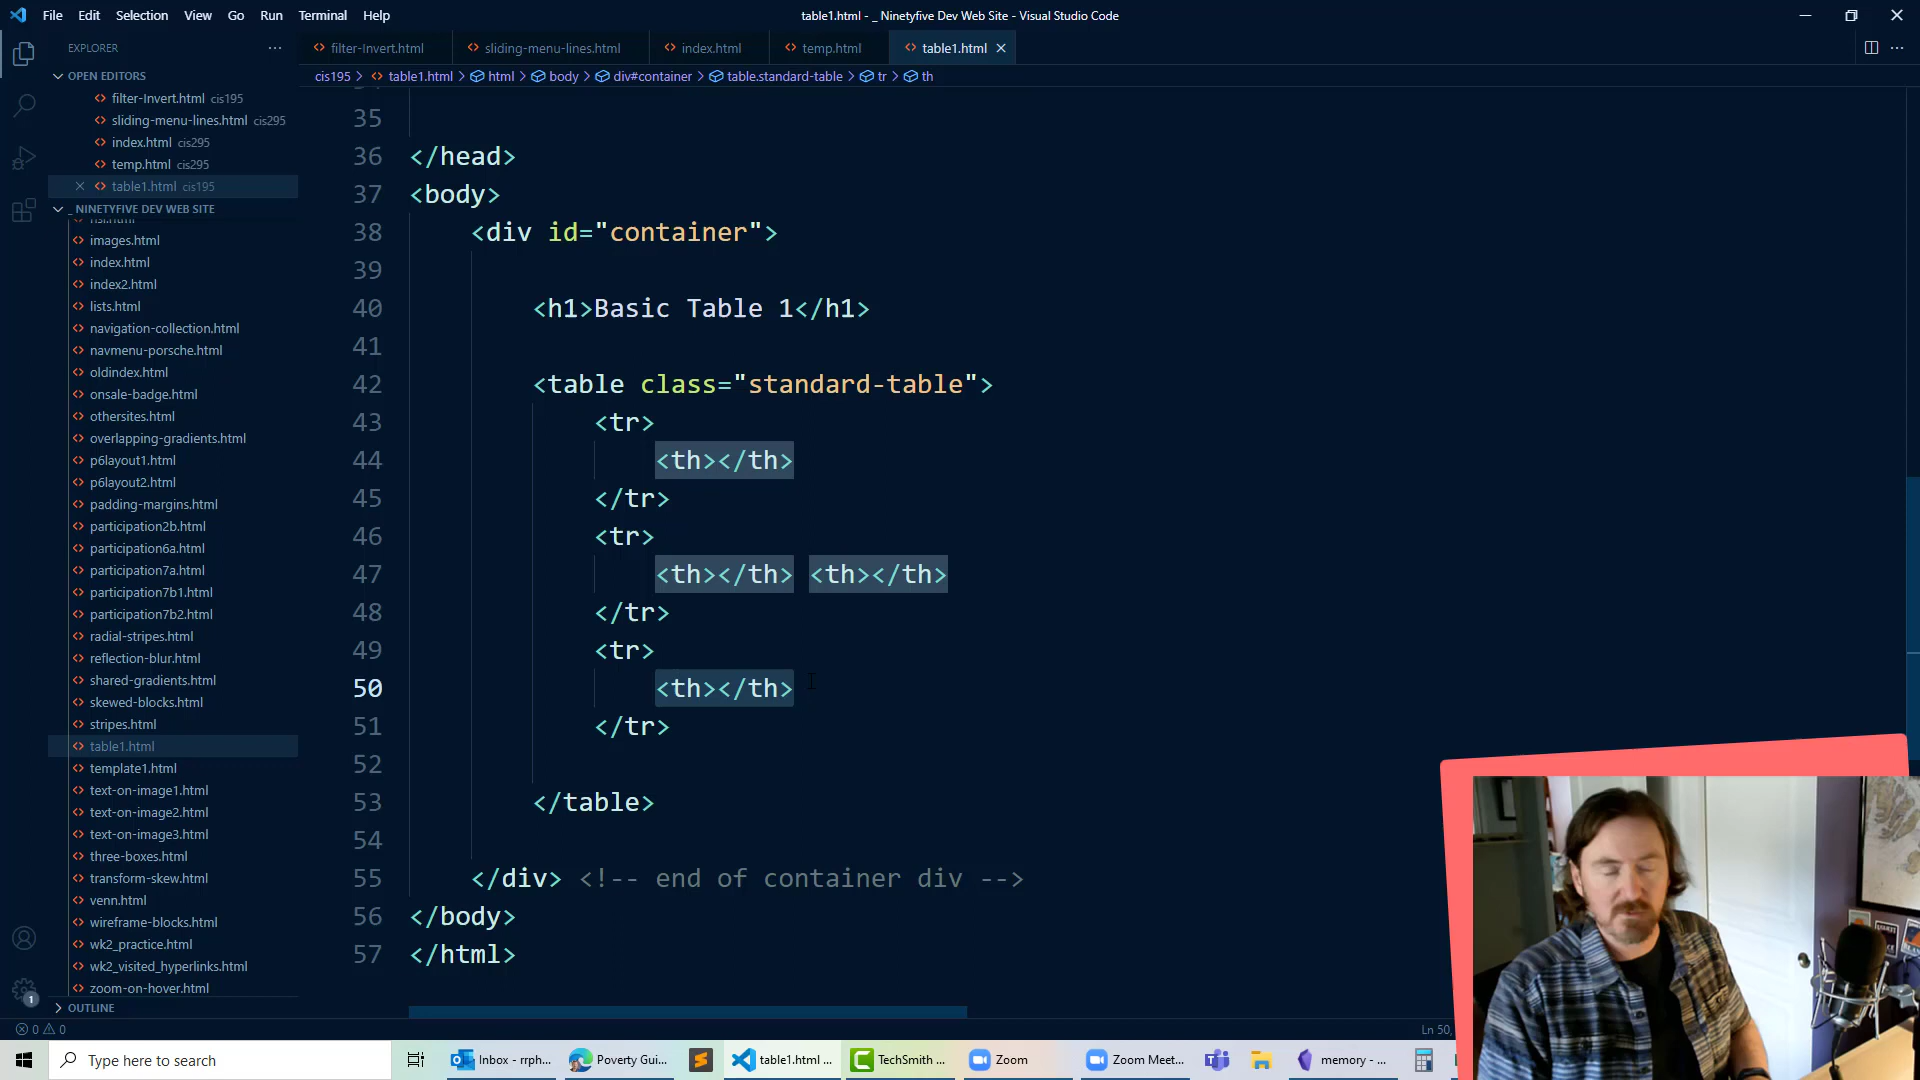 File Edit Selection View Go Run Terminal Help
table1.html - _ Ninetyfive Dev Web Site - Visual Studio Code
EXPLORER ...
filter-Invert.html
sliding-menu-lines.html
index.html
temp.html
table1.html
cis195 > table1.html > html > body > div#container > table.standard-table > tr > th
OPEN EDITORS
filter-Invert.html cis195
sliding-menu-lines.html cis295
index.html cis295
temp.html cis295
table1.html cis195
_ NINETYFIVE DEV WEB SITE
images.html
index.html
index2.html
lists.html
navigation-collection.html
navmenu-porsche.html
oldindex.html
onsale-badge.html
othersites.html
overlapping-gradients.html
p6layout1.html
p6layout2.html
padding-margins.html
participation2b.html
participation6a.html
participation7a.html
participation7b1.html
participation7b2.html
radial-stripes.html
reflection-blur.html
shared-gradients.html
skewed-blocks.html
stripes.html
table1.html
template1.html
text-on-image1.html
text-on-image2.html
text-on-image3.html
three-boxes.html
transform-skew.html
venn.html
wireframe-blocks.html
wk2_practice.html
wk2_visited_hyperlinks.html
zoom-on-hover.html
OUTLINE
35
36 </head>
37 <body>
38 <div id="container">
39
40 <h1>Basic Table 1</h1>
41
42 <table class="standard-table">
43 <tr>
44 <th></th>
45 </tr>
46 <tr>
47 <th></th> <th></th>
48 </tr>
49 <tr>
50 <th></th>
51 </tr>
52
53 </table>
54
55 </div> <!-- end of container div -->
56 </body>
57 </html>
1
0 0
Ln 50,
Type here to search
Inbox - rrph...
Poverty Gui...
table1.html ...
TechSmith ...
Zoom
Zoom Meet...
memory - ...